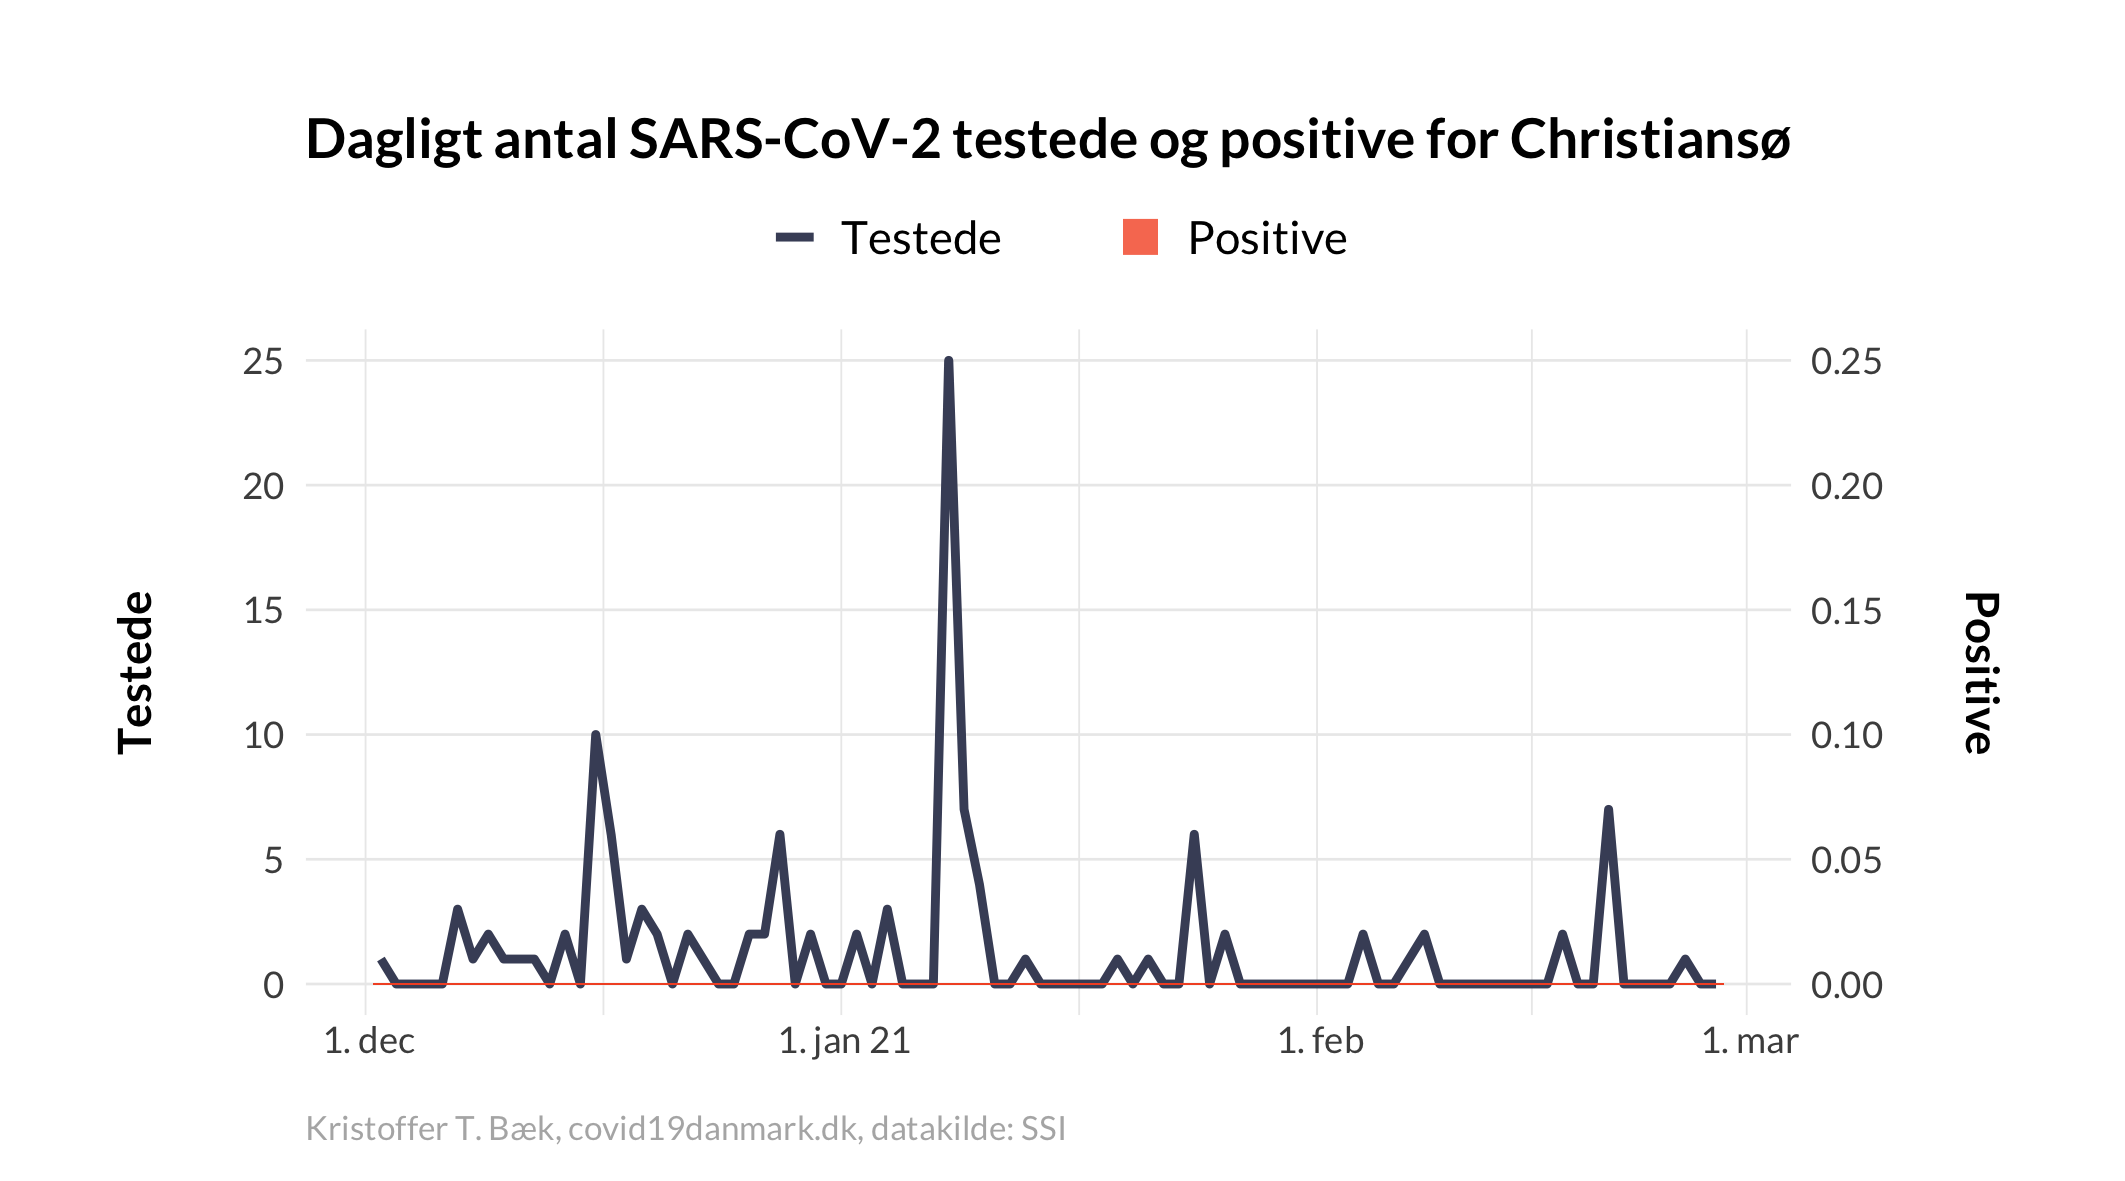 Dagligt antal SARS-CoV-2 testede og positive for Christiansø
Testede
Positive
25
20
15
10
5
0
Testede
0.25
0.20
0.15
0.10
0.05
0.00
Positive
1. dec
1. jan 21
1. feb
1. mar
Kristoffer T. Bæk, covid19danmark.dk, datakilde: SSI